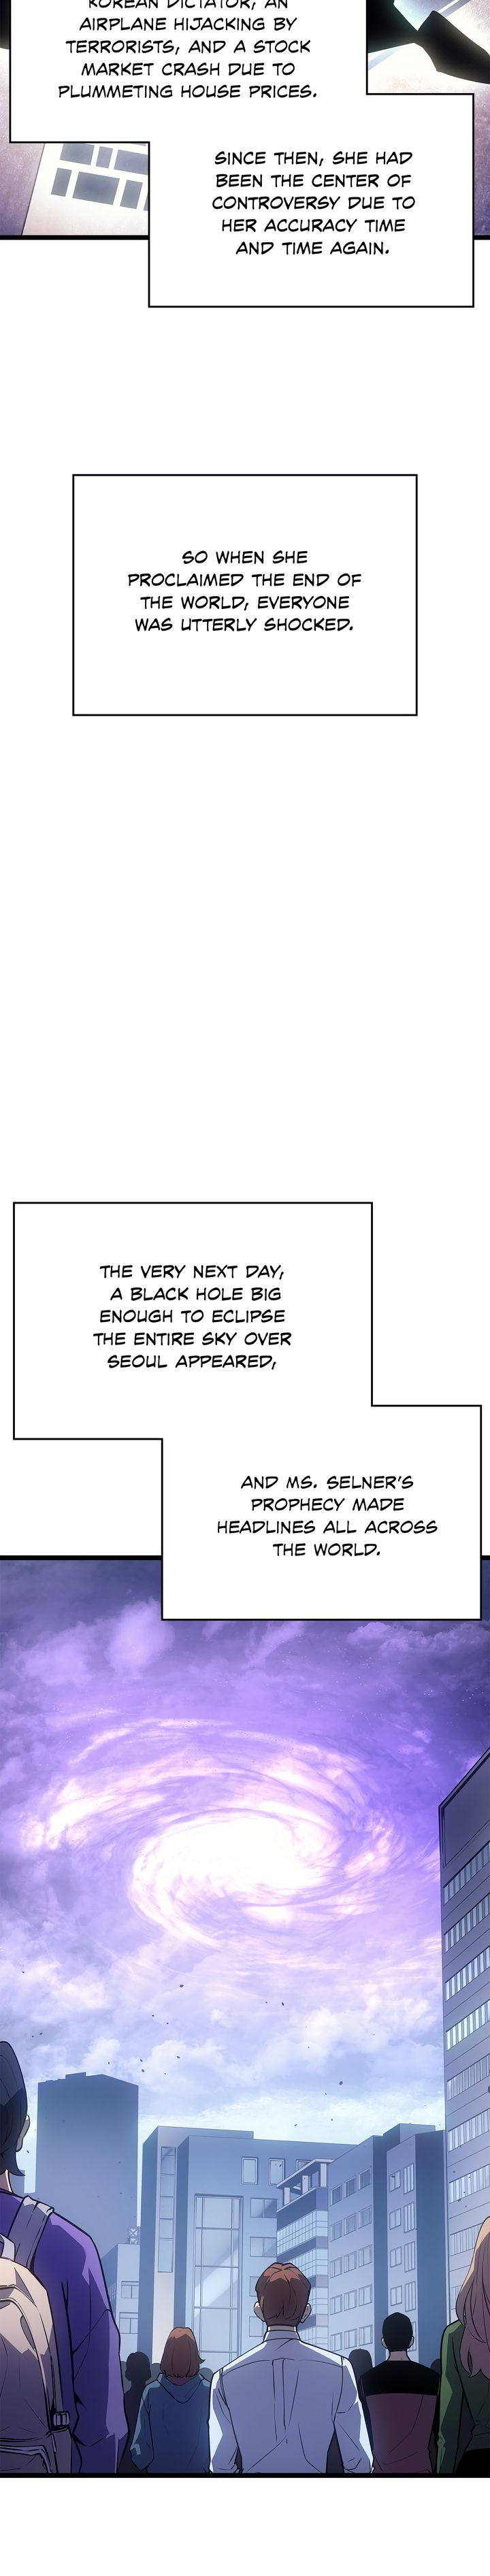 KOREAN DICTATOR, AN
AIRPLANE HIJACKING BY
TERRORISTS, AND A STOCK
MARKET CRASH DUE TO
PLUMMETING HOUSE PRICES.
SINCE THEN, SHE HAD
BEEN THE CENTER OF
CONTROVERSY DUE TO
HER ACCURACY TIME
AND TIME AGAIN.
SO WHEN SHE
PROCLAIMED THE END OF
THE WORLD, EVERYONE
WAS UTTERLY SHOCKED.
THE VERY NEXT DAY,
A BLACK HOLE BIG
ENOUGH TO ECLIPSE
THE ENTIRE SKY OVER
SEOUL APPEARED,
AND MS. SELNER'S
PROPHECY MADE
HEADLINES ALL ACROSS
THE WORLD.